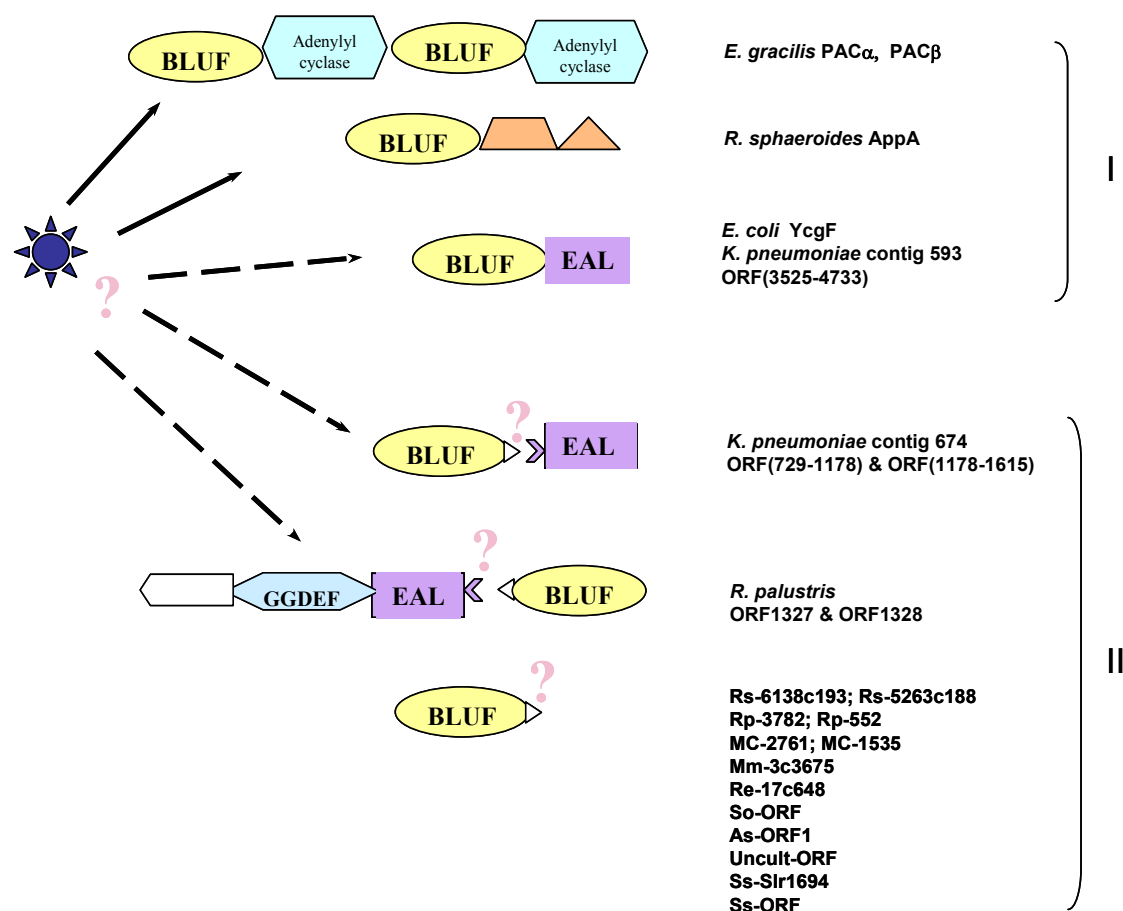 BLUF
Adenylyl
cyclase
BLUF
Adenylyl
cyclase
E. gracilis PACα, PACβ
BLUF
R. sphaeroides AppA
I
?
BLUF
EAL
E. coli YcgF
K. pneumoniae contig 593
ORF(3525-4733)
BLUF
?
EAL
K. pneumoniae contig 674
ORF(729-1178) & ORF(1178-1615)
GGDEF
EAL
?
BLUF
R. palustris
ORF1327 & ORF1328
II
BLUF
?
Rs-6138c193; Rs-5263c188
Rp-3782; Rp-552
MC-2761; MC-1535
Mm-3c3675
Re-17c648
So-ORF
As-ORF1
Uncult-ORF
Ss-Slr1694
Ss-ORF